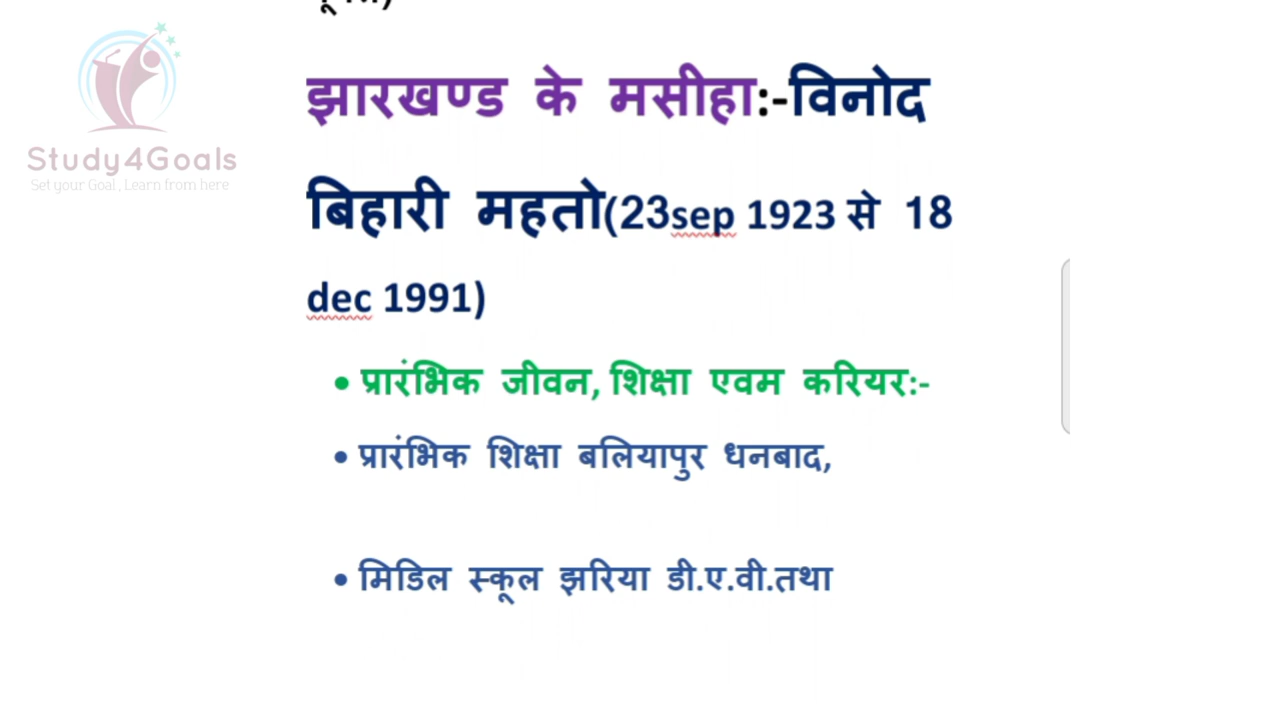 झारखण्ड के मसीहा:-विनोद
बिहारी महतो(23sep 1923 से 18
dec 1991)
• प्रारंभिक जीवन, शिक्षा एवम करियर:-
• प्रारंभिक शिक्षा बलियापुर धनबाद,
• मिडिल स्कूल झरिया डी.ए.वी.तथा
Study4Goals
Set your Goal, Learn from here